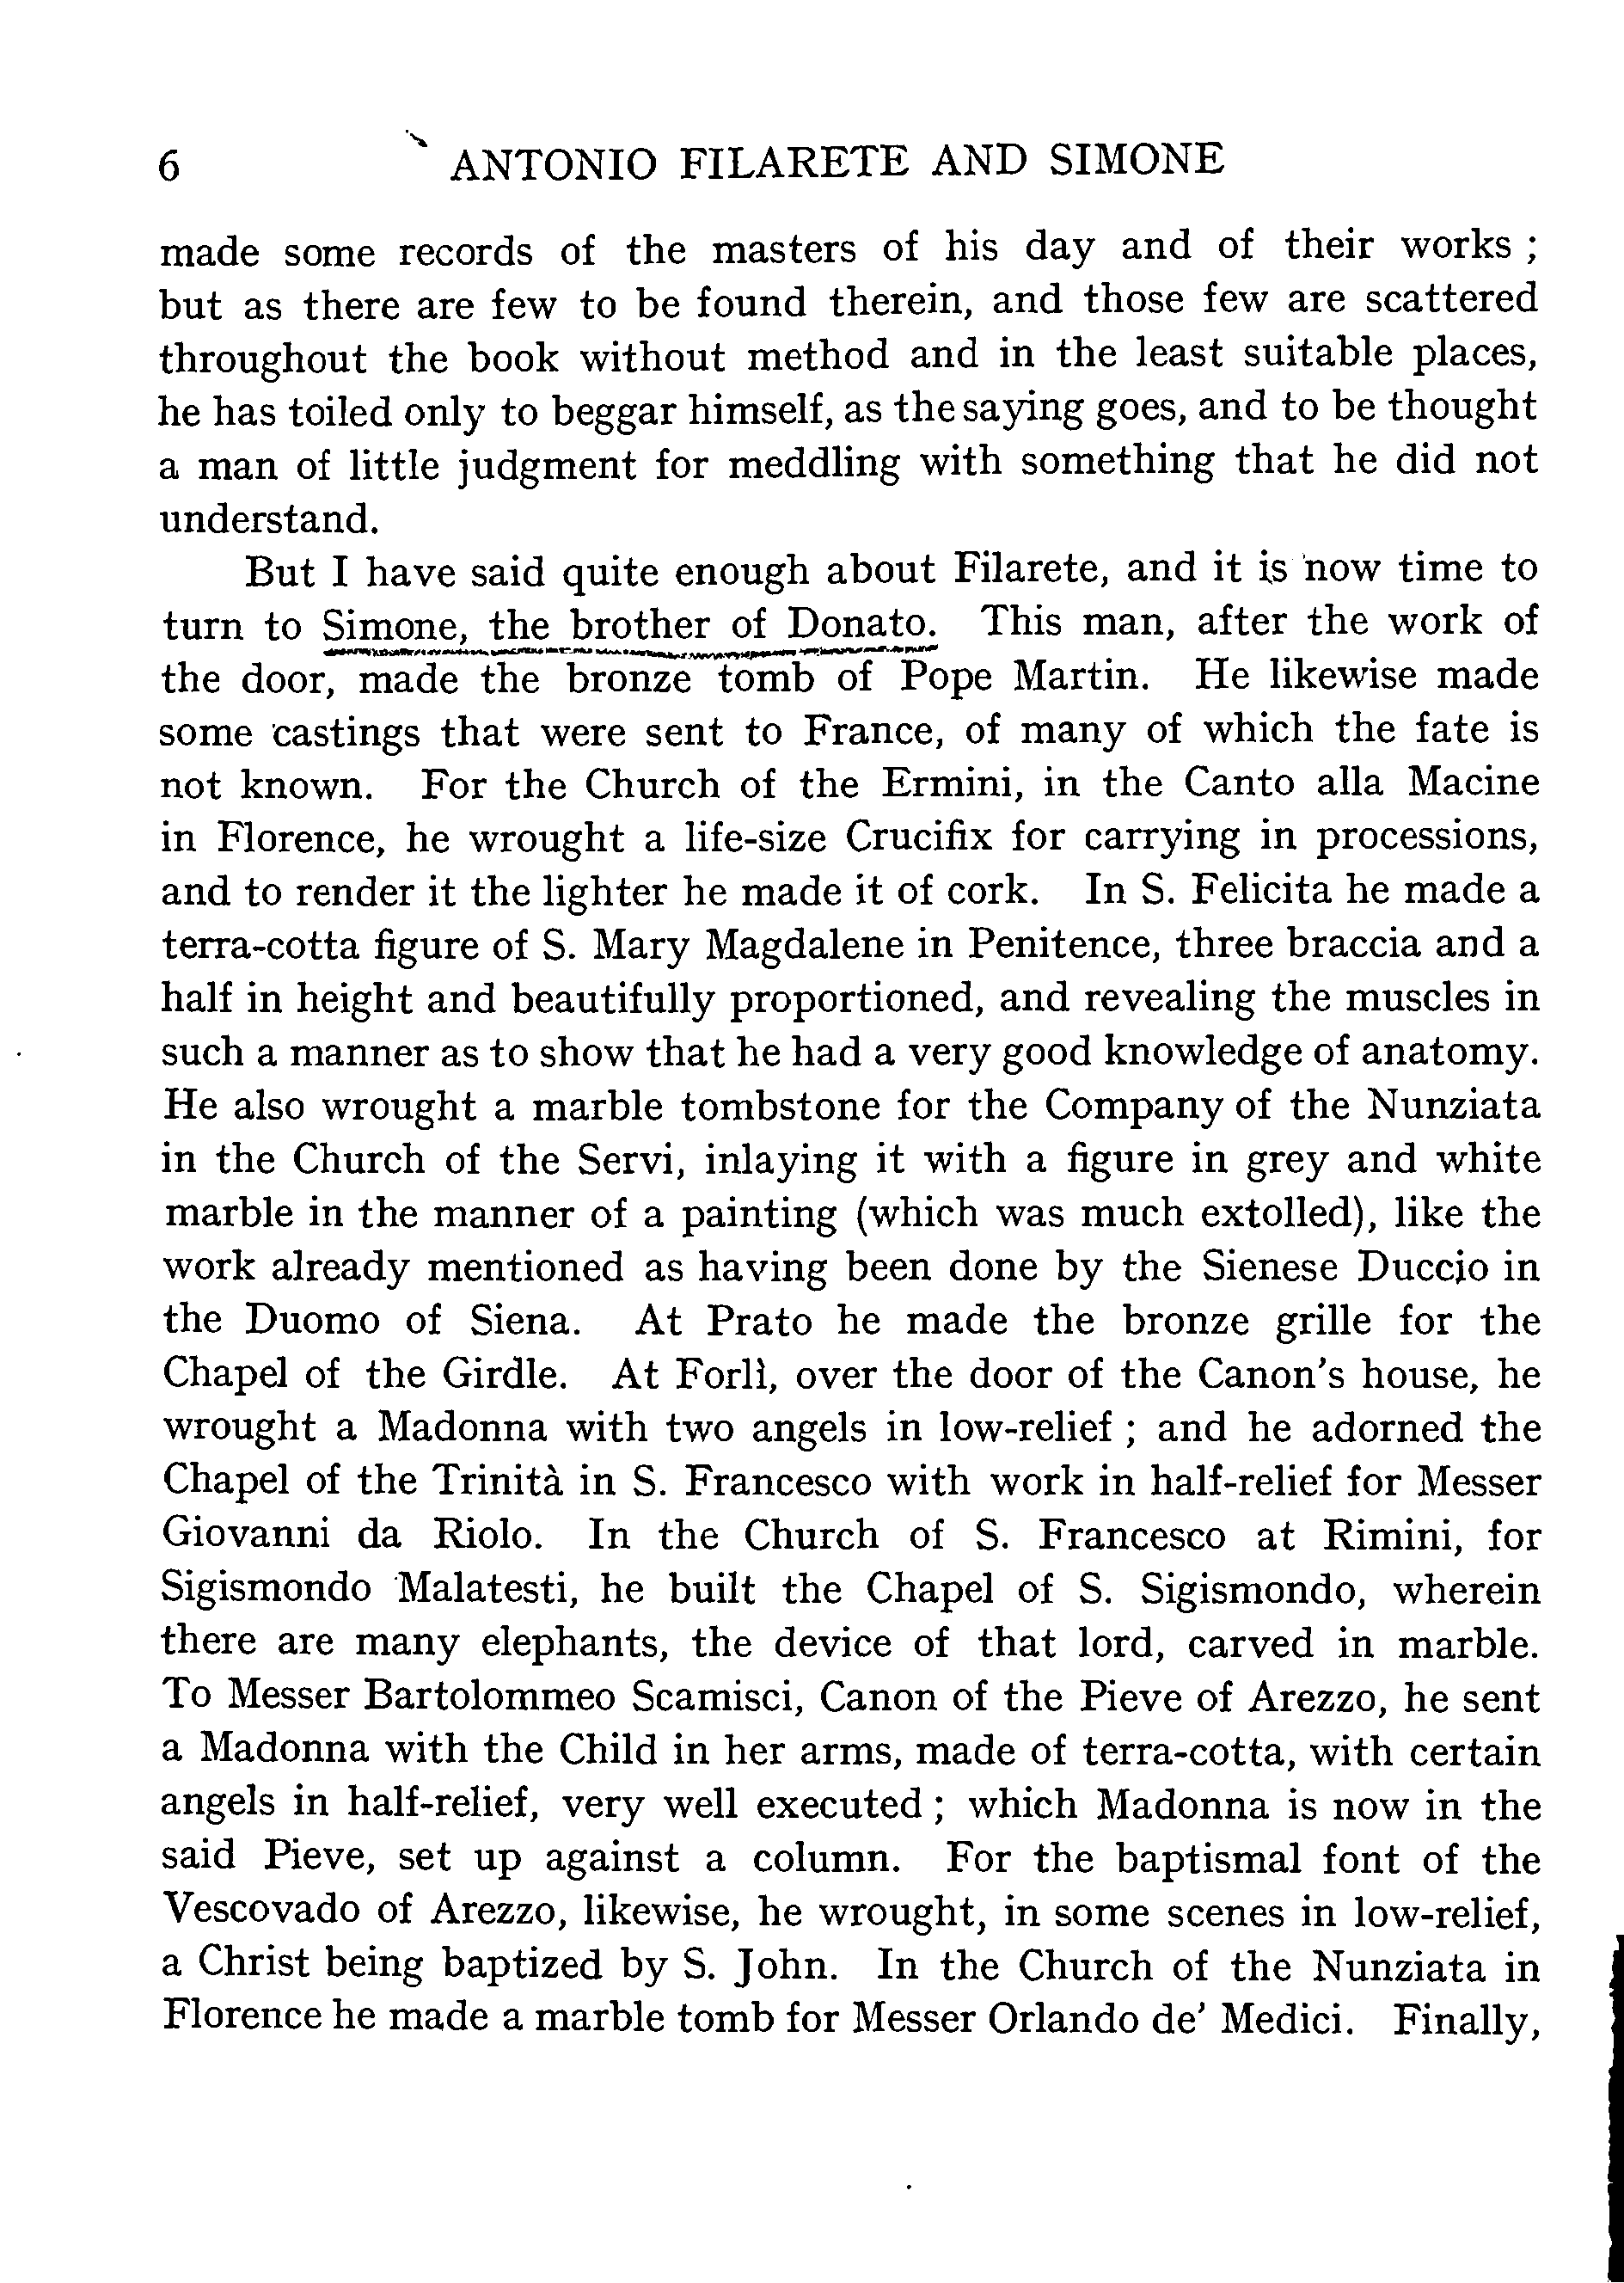 6 ANTONIO FILARETE AND SIMONE
made some records of the masters of his day and of their works ;
but as there are few to be found therein, and those few are scattered
throughout the book without method and in the least suitable places,
he has toiled only to beggar himself, as the saying goes, and to be thought
a man of little judgment for meddling with something that he did not
understand.
But I have said quite enough about Filarete, and it is now time to
turn to Simone, the brother of Donato. This man, after the work of
the door, made the bronze tomb of Pope Martin. He likewise made
some castings that were sent to France, of many of which the fate is
not known. For the Church of the Ermini, in the Canto alla Macine
in Florence, he wrought a life-size Crucifix for carrying in processions,
and to render it the lighter he made it of cork. In S. Felicita he made a
terra-cotta figure of S. Mary Magdalene in Penitence, three braccia and a
half in height and beautifully proportioned, and revealing the muscles in
such a manner as to show that he had a very good knowledge of anatomy.
He also wrought a marble tombstone for the Company of the Nunziata
in the Church of the Servi, inlaying it with a figure in grey and white
marble in the manner of a painting (which was much extolled), like the
work already mentioned as having been done by the Sienese Duccio in
the Duomo of Siena. At Prato he made the bronze grille for the
Chapel of the Girdle. At Forlì, over the door of the Canon's house, he
wrought a Madonna with two angels in low-relief ; and he adorned the
Chapel of the Trinità in S. Francesco with work in half-relief for Messer
Giovanni da Riolo. In the Church of S. Francesco at Rimini, for
Sigismondo Malatesti, he built the Chapel of S. Sigismondo, wherein
there are many elephants, the device of that lord, carved in marble.
To Messer Bartolommeo Scamisci, Canon of the Pieve of Arezzo, he sent
a Madonna with the Child in her arms, made of terra-cotta, with certain
angels in half-relief, very well executed ; which Madonna is now in the
said Pieve, set up against a column. For the baptismal font of the
Vescovado of Arezzo, likewise, he wrought, in some scenes in low-relief,
a Christ being baptized by S. John. In the Church of the Nunziata in
Florence he made a marble tomb for Messer Orlando de' Medici. Finally,